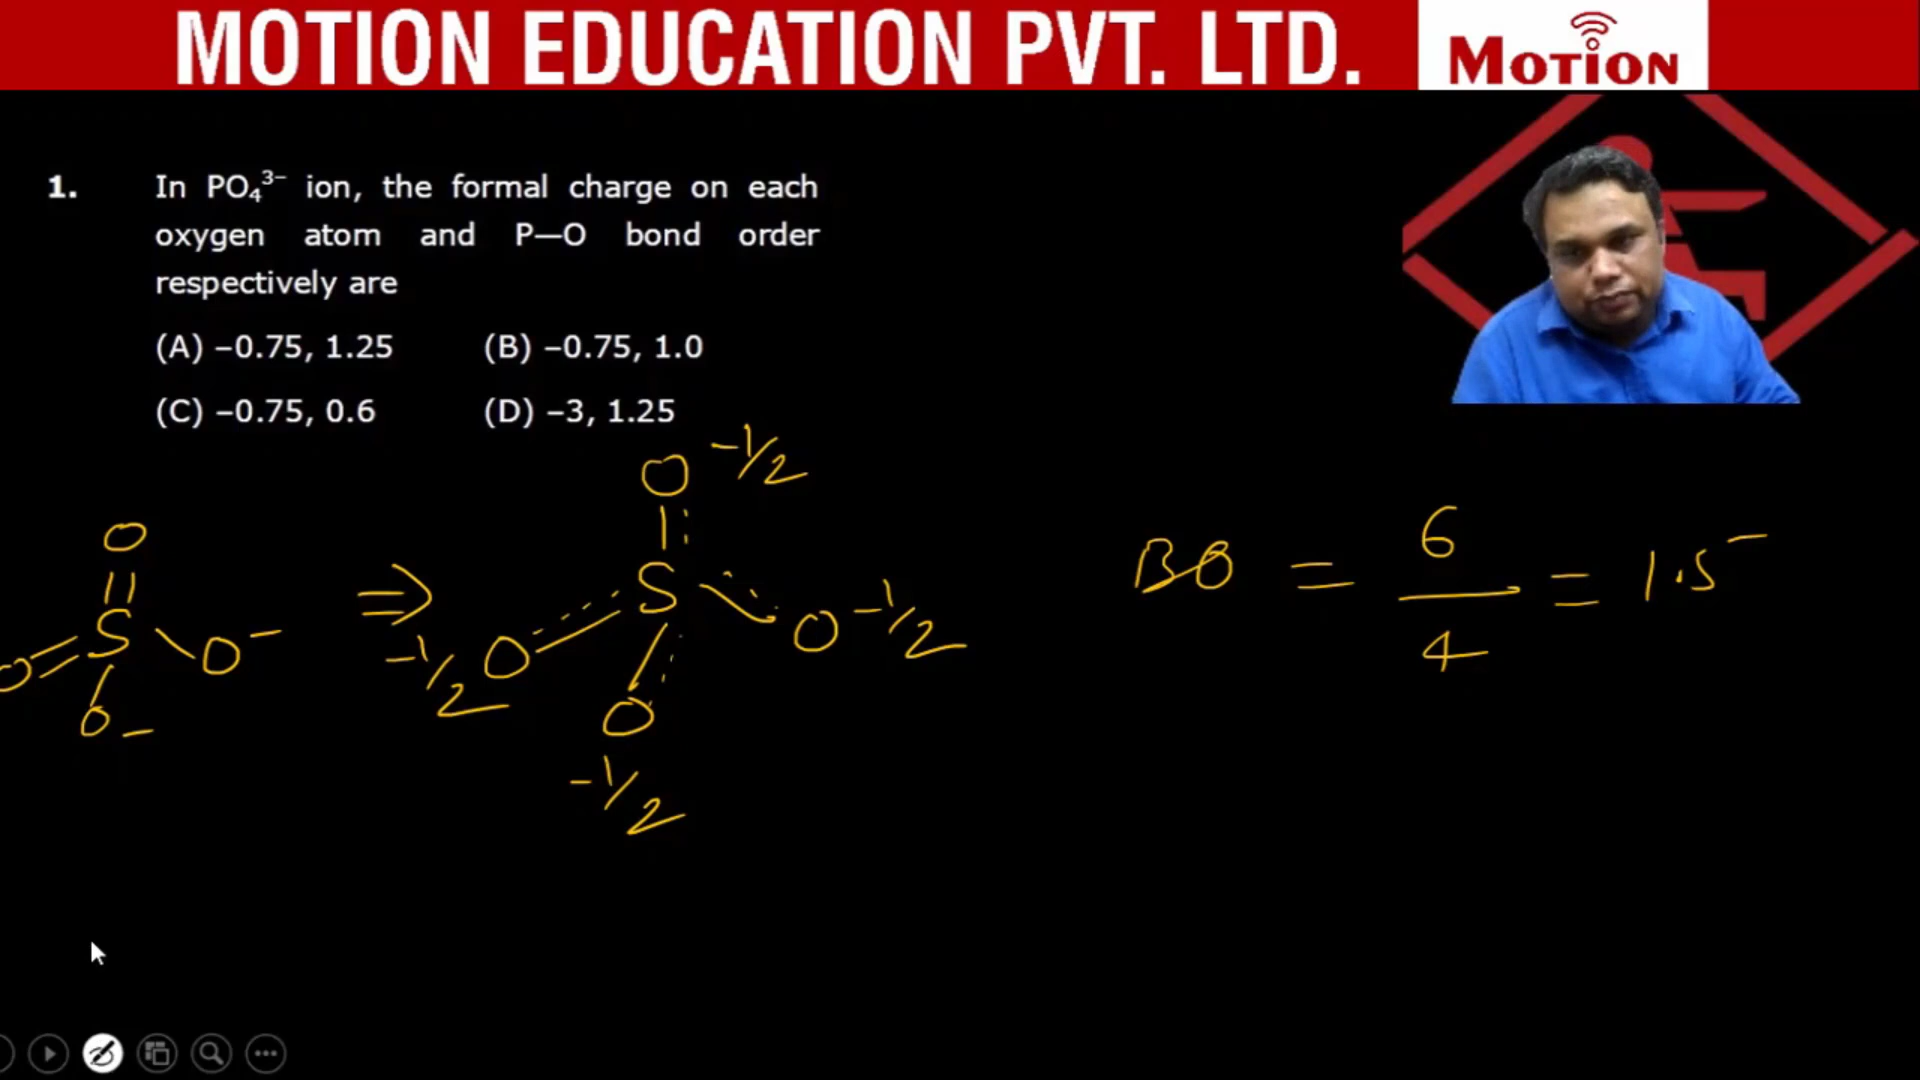 MOTION EDUCATION PVT. LTD.
MOTION
1. In PO₄³⁻ ion, the formal charge on each
oxygen atom and P—O bond order
respectively are
(A) –0.75, 1.25 (B) –0.75, 1.0
(C) –0.75, 0.6 (D) –3, 1.25
O
S
O
O⁻
O -
⇒
O -1/2
S
-1/2 O
O -1/2
O
-1/2
BO = 6/4 = 1.5